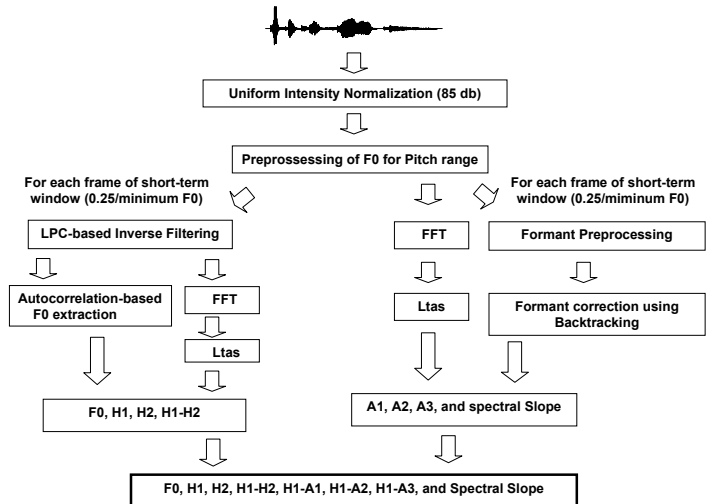 Uniform Intensity Normalization (85 db)
Preprossessing of F0 for Pitch range
For each frame of short-term
window (0.25/minimum F0)
For each frame of short-term
window (0.25/miminum F0)
LPC-based Inverse Filtering
FFT
Formant Preprocessing
Autocorrelation-based
F0 extraction
FFT
Ltas
Formant correction using
Backtracking
Ltas
F0, H1, H2, H1-H2
A1, A2, A3, and spectral Slope
F0, H1, H2, H1-H2, H1-A1, H1-A2, H1-A3, and Spectral Slope